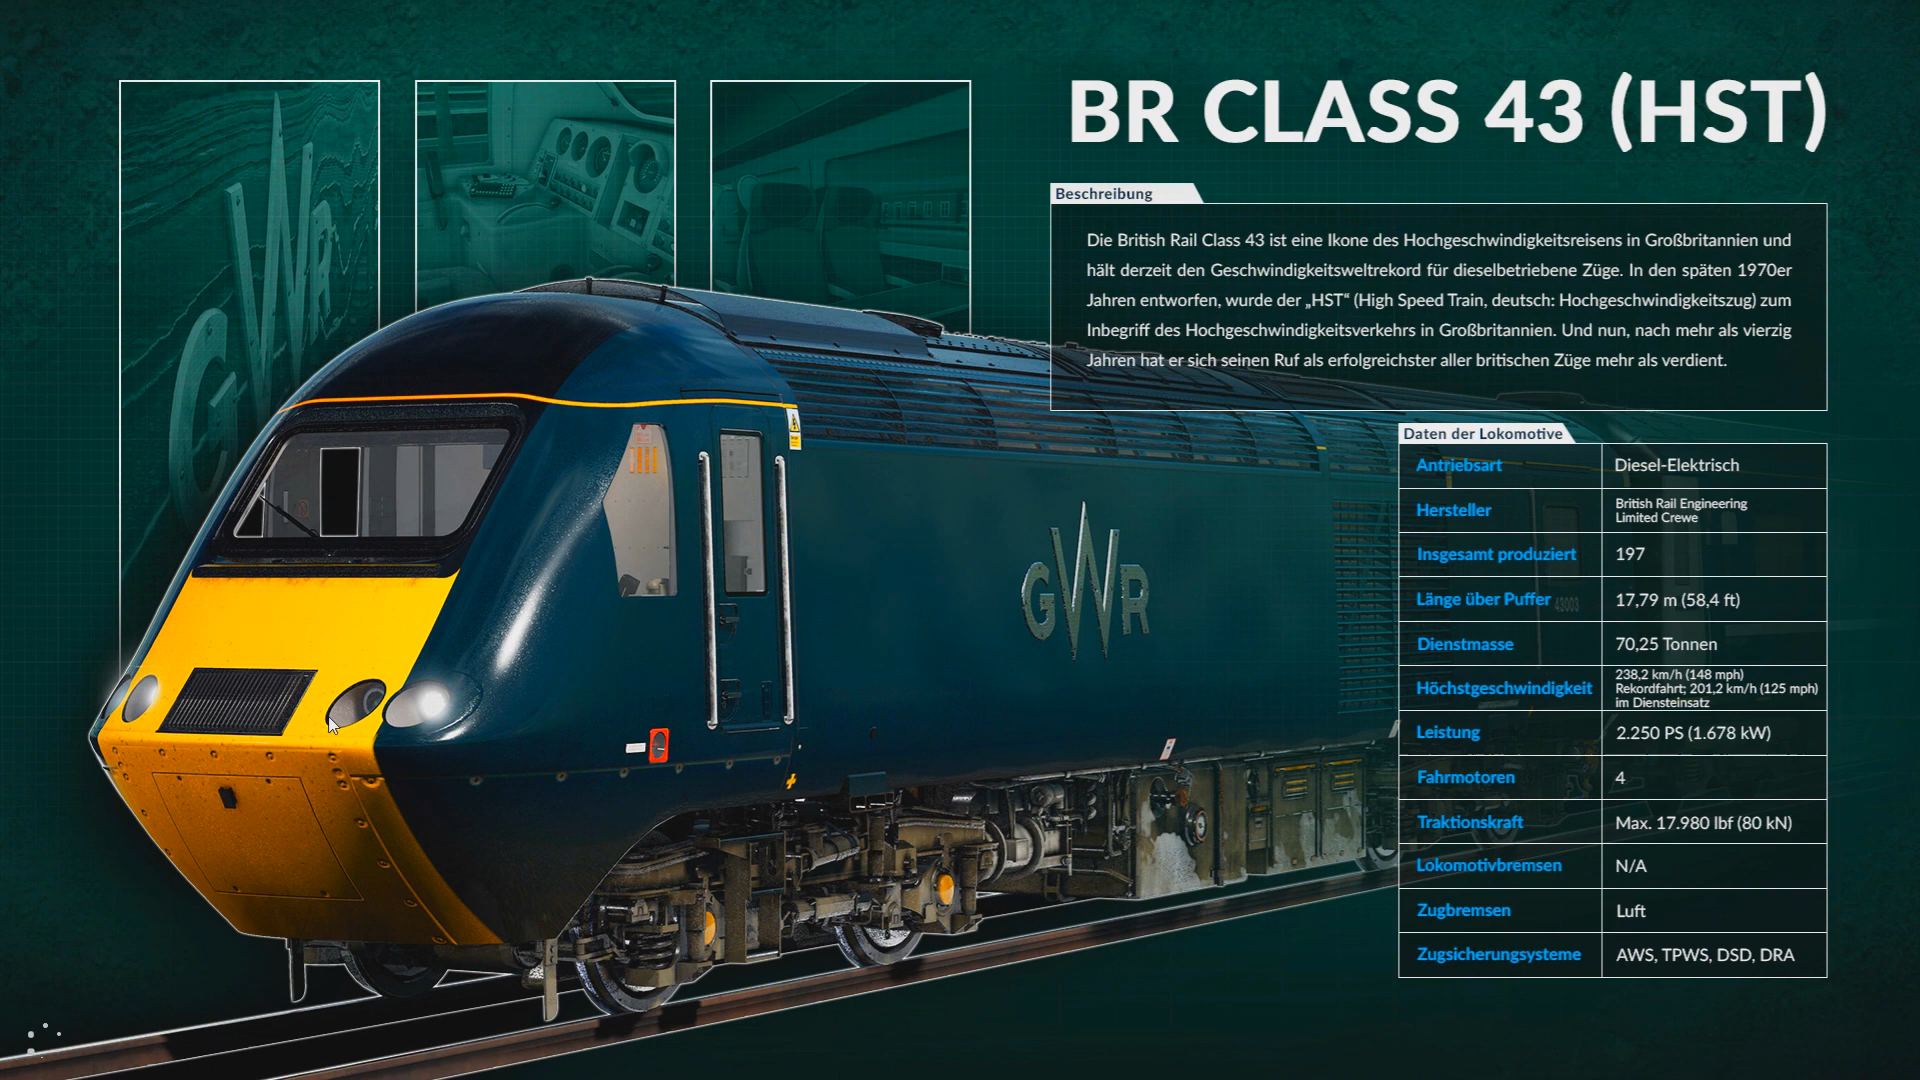 BR CLASS 43 (HST)
Beschreibung
Die British Rail Class 43 ist eine Ikone des Hochgeschwindigkeitsreisens in Großbritannien und
hält derzeit den Geschwindigkeitsweltrekord für dieselbetriebene Züge. In den späten 1970er
Jahren entworfen, wurde der „HST“ (High Speed Train, deutsch: Hochgeschwindigkeitszug) zum
Inbegriff des Hochgeschwindigkeitsverkehrs in Großbritannien. Und nun, nach mehr als vierzig
Jahren hat er sich seinen Ruf als erfolgreichster aller britischen Züge mehr als verdient.
Daten der Lokomotive
Antriebsart Diesel-Elektrisch
Hersteller British Rail Engineering
Limited Crewe
Insgesamt produziert 197
Länge über Puffer 17,79 m (58,4 ft)
Dienstmasse 70,25 Tonnen
Höchstgeschwindigkeit 238,2 km/h (148 mph)
Rekordfahrt; 201,2 km/h (125 mph)
im Diensteinsatz
Leistung 2.250 PS (1.678 kW)
Fahrmotoren 4
Traktionskraft Max. 17.980 lbf (80 kN)
Lokomotivbremsen N/A
Zugbremsen Luft
Zugsicherungsysteme AWS, TPWS, DSD, DRA
GWR
GWR
43003